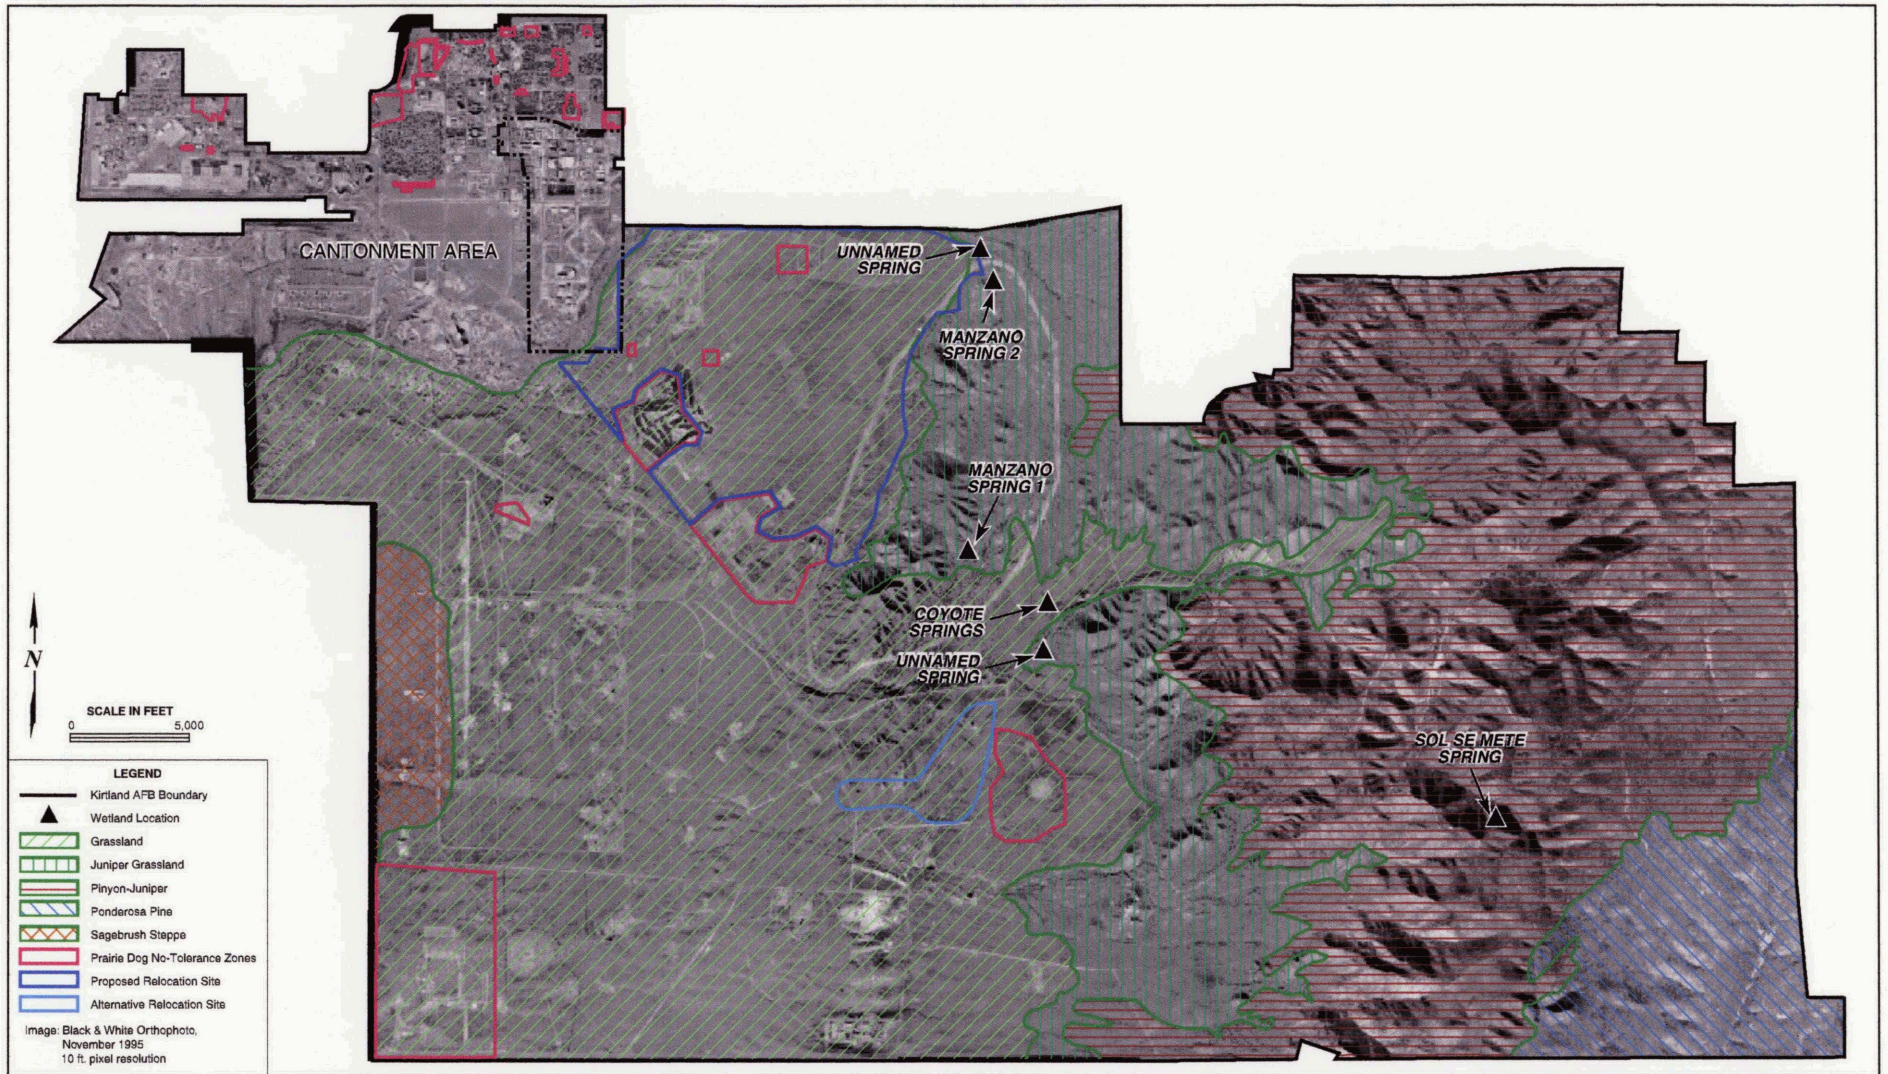 CANTONMENT AREA
UNNAMED
SPRING
MANZANO
SPRING 2
MANZANO
SPRING 1
COYOTE
SPRINGS
UNNAMED
SPRING
SOL SE METE
SPRING
N
SCALE IN FEET
0 5,000
LEGEND
Kirtland AFB Boundary
Wetland Location
Grassland
Juniper Grassland
Pinyon-Juniper
Ponderosa Pine
Sagebrush Steppe
Prairie Dog No-Tolerance Zones
Proposed Relocation Site
Alternative Relocation Site
Image: Black & White Orthophoto,
November 1995
10 ft. pixel resolution